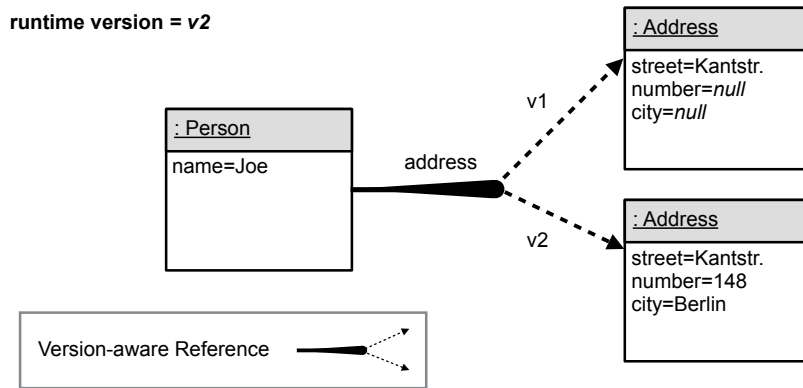 runtime version = v2
: Address
street=Kantstr.
number=null
city=null
v1
: Person
name=Joe
address
v2
: Address
street=Kantstr.
number=148
city=Berlin
Version-aware Reference